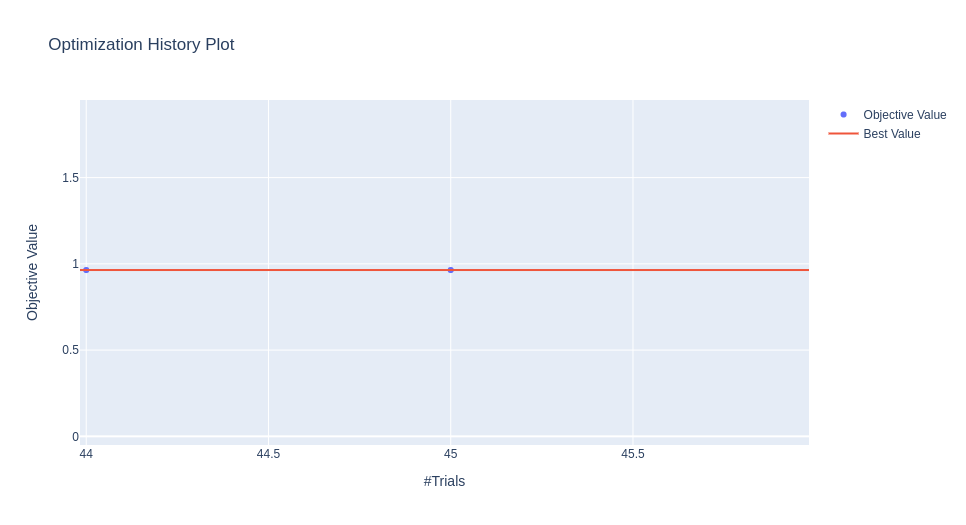 Optimization History Plot
Objective Value
Best Value
1.5
1
0.5
0
Objective Value
44
44.5
45
45.5
#Trials